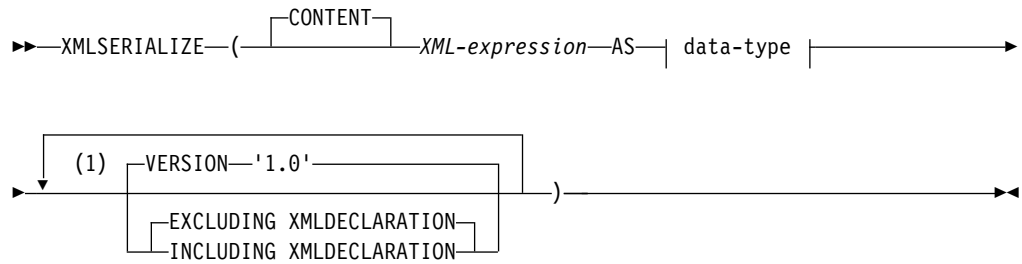 CONTENT
XMLSERIALIZE ( XML-expression AS data-type
(1) VERSION '1.0'
)
EXCLUDING XMLDECLARATION
INCLUDING XMLDECLARATION